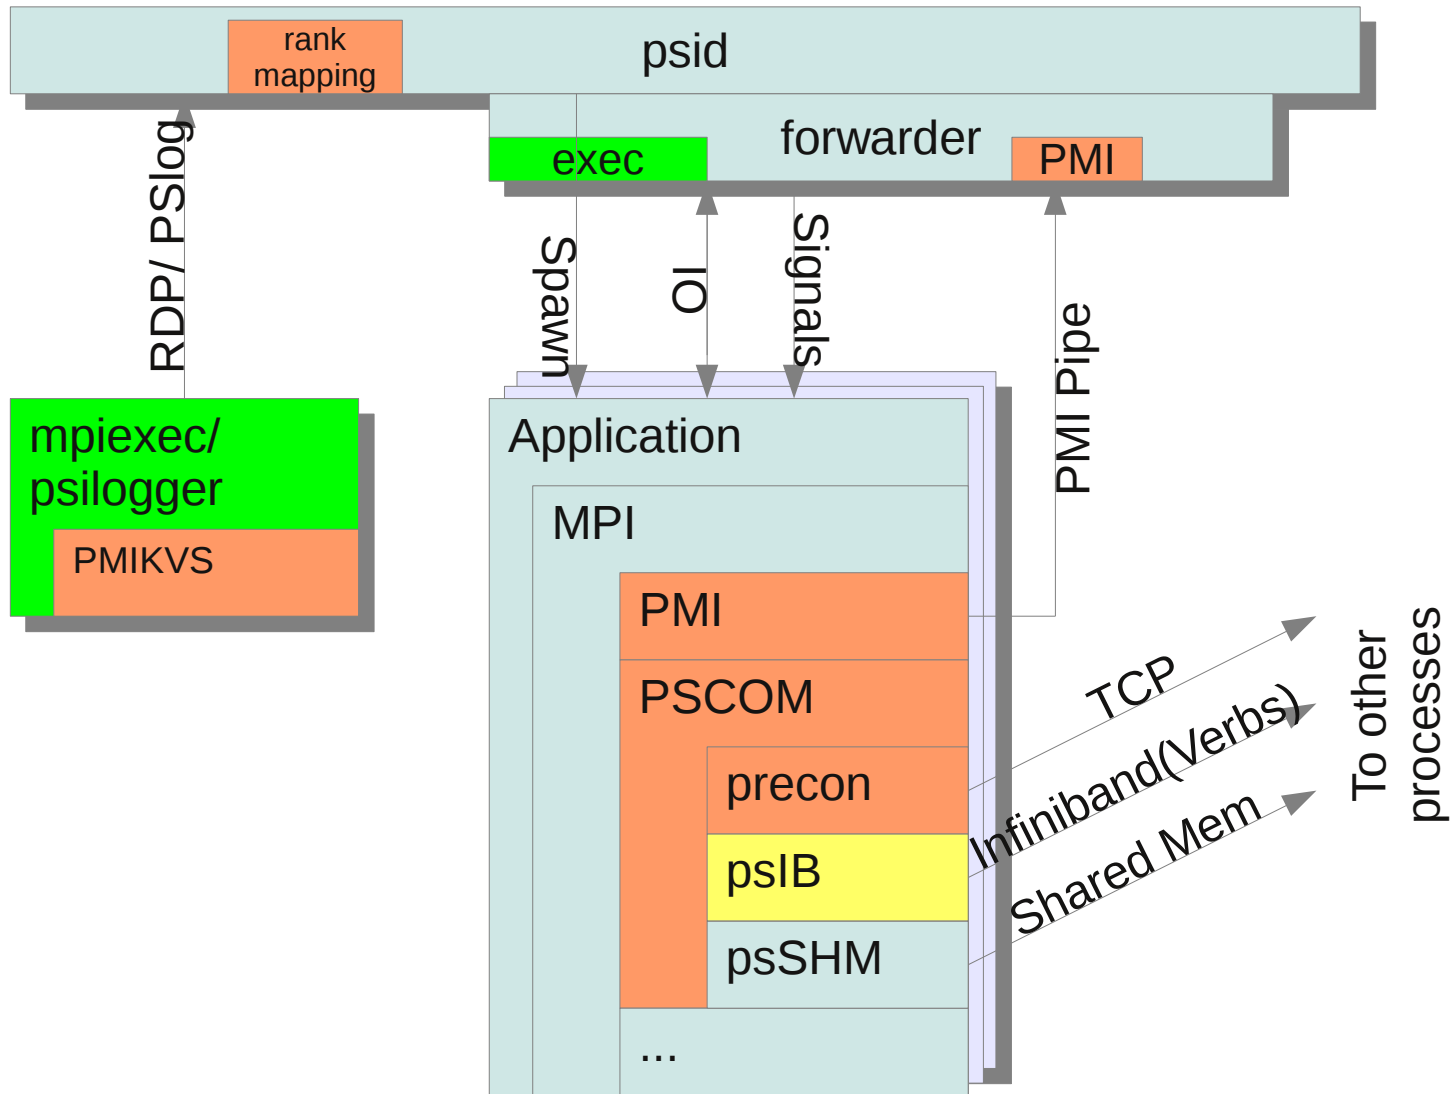 rank
mapping
psid
forwarder
exec
PMI
RDP/ PSlog
Spawn
IO
Signals
PMI Pipe
mpiexec/
psilogger
PMIKVS
Application
MPI
PMI
PSCOM
precon
psIB
psSHM
...
TCP
Infiniband(Verbs)
Shared Mem
To other
processes